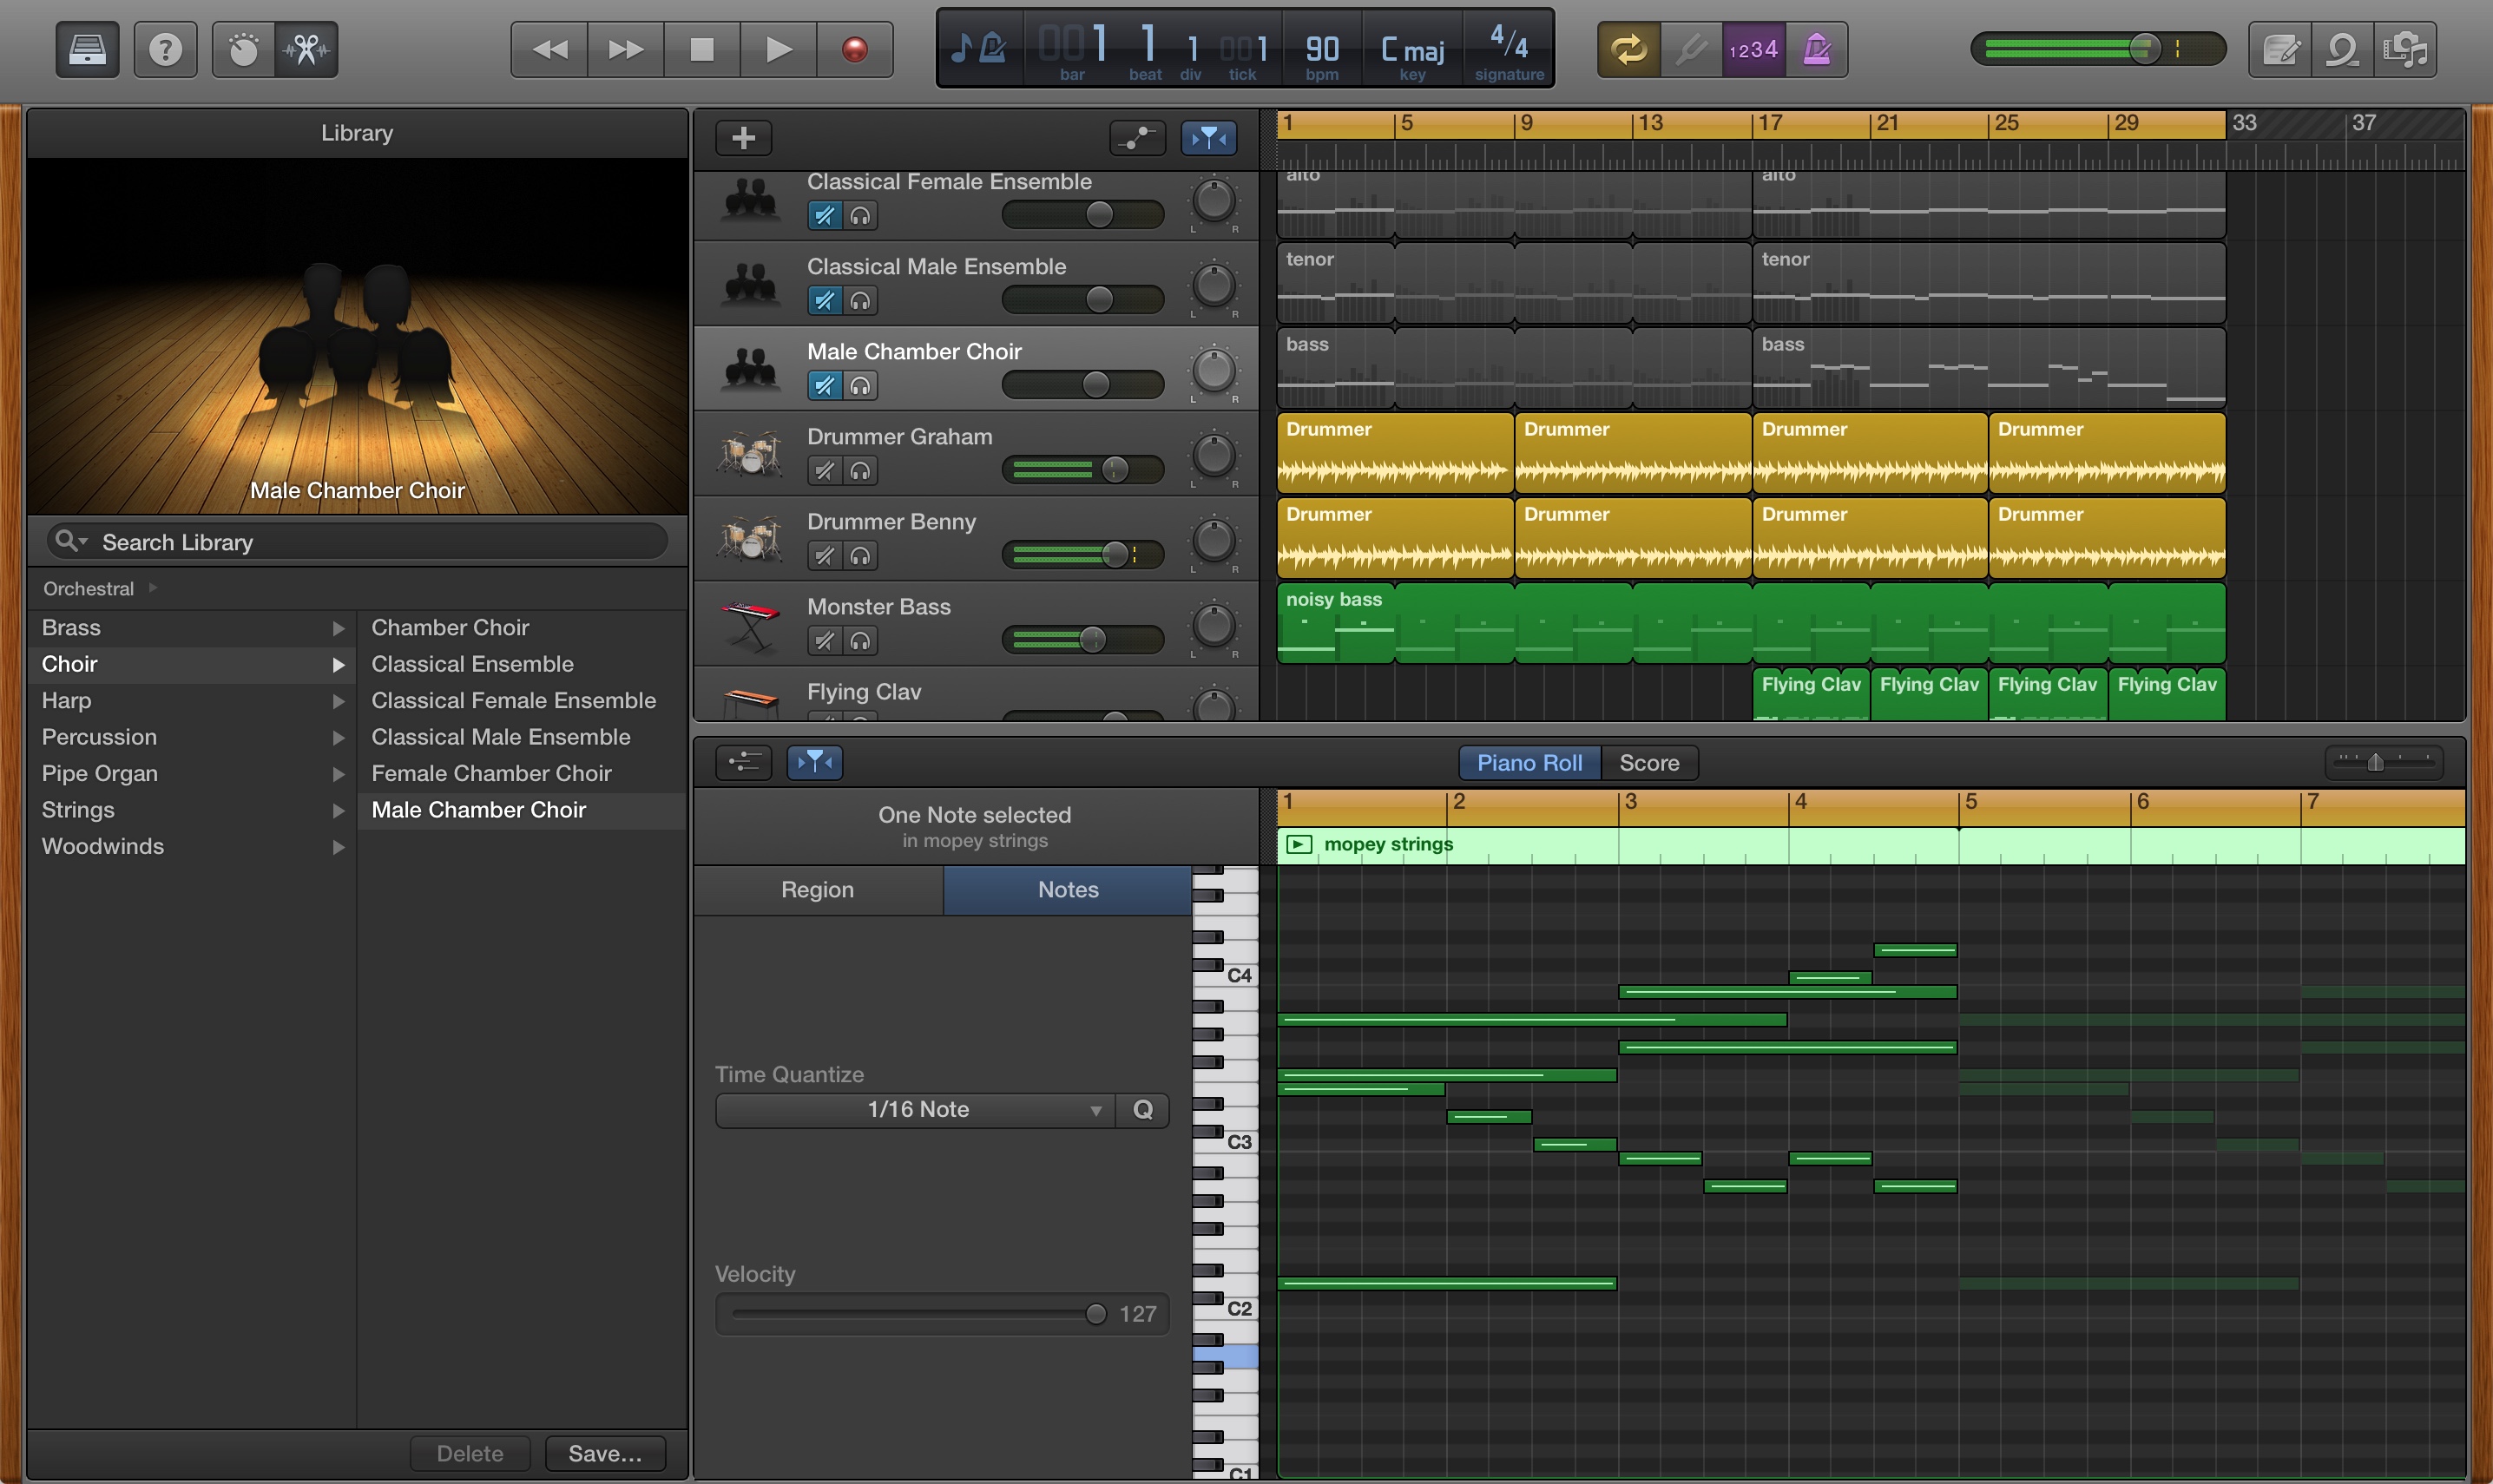 001 1 1 001 90 C maj 4/4
bar beat div tick bpm key signature
1234
Library
Male Chamber Choir
Search Library
Orchestral
Brass
Choir
Harp
Percussion
Pipe Organ
Strings
Woodwinds
Chamber Choir
Classical Ensemble
Classical Female Ensemble
Classical Male Ensemble
Female Chamber Choir
Male Chamber Choir
Delete Save...
1 5 9 13 17 21 25 29 33 37
Classical Female Ensemble
L R
alto alto
Classical Male Ensemble
L R
tenor tenor
Male Chamber Choir
L R
bass bass
Drummer Graham
L R
Drummer Drummer Drummer Drummer
Drummer Benny
L R
Drummer Drummer Drummer Drummer
Monster Bass
L R
noisy bass
Flying Clav
Flying Clav Flying Clav Flying Clav Flying Clav
Piano Roll Score
One Note selected
in mopey strings
1 2 3 4 5 6 7
mopey strings
Region Notes
Time Quantize
1/16 Note Q
Velocity
127
C4
C3
C2
C1